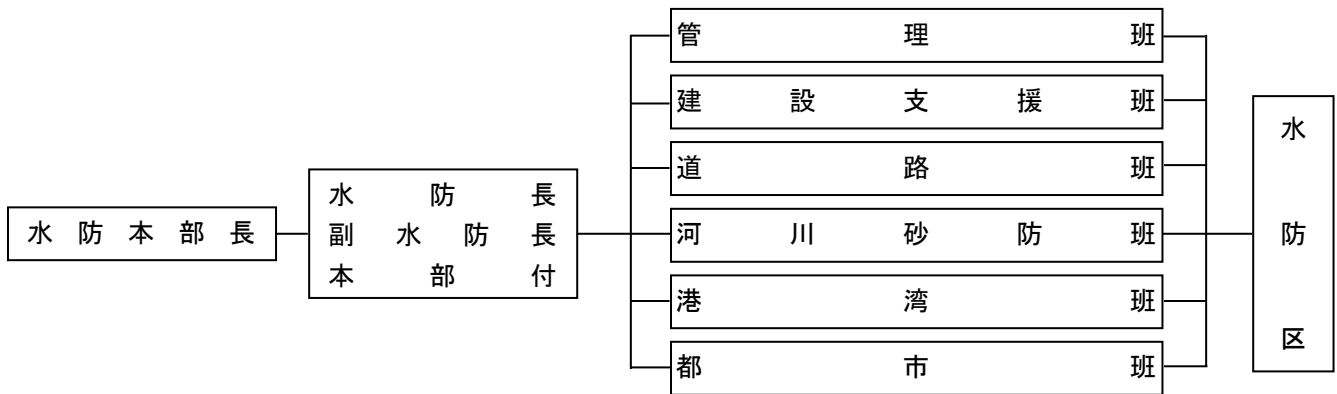 水防本部長
水防長
副水防長
本部付
管理班
建設支援班
道路班
河川砂防班
港湾班
都市班
水防区